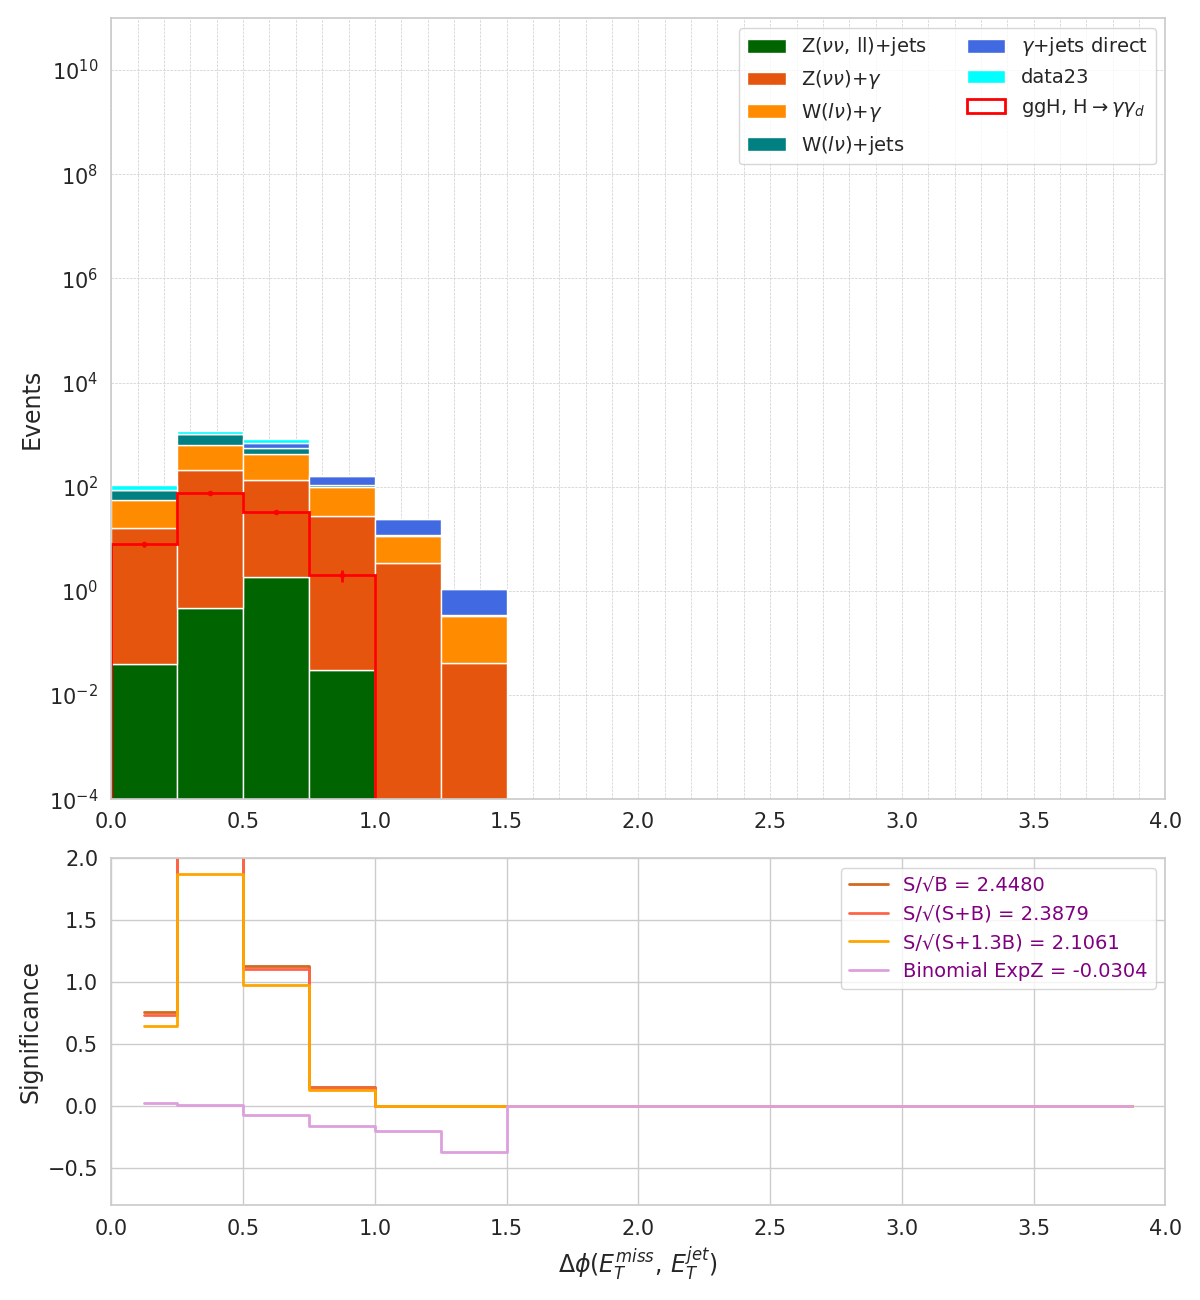 Z(νν, ll)+jets
Z(νν)+γ
W(lν)+γ
W(lν)+jets
γ+jets direct
data23
ggH, H→γγ_d
10^10
10^8
10^6
10^4
10^2
10^0
10^−2
10^−4
Events
0.0 0.5 1.0 1.5 2.0 2.5 3.0 3.5 4.0
S/√B = 2.4480
S/√(S+B) = 2.3879
S/√(S+1.3B) = 2.1061
Binomial ExpZ = -0.0304
2.0
1.5
1.0
0.5
0.0
−0.5
Significance
0.0 0.5 1.0 1.5 2.0 2.5 3.0 3.5 4.0
Δϕ(E_T^miss, E_T^jet)